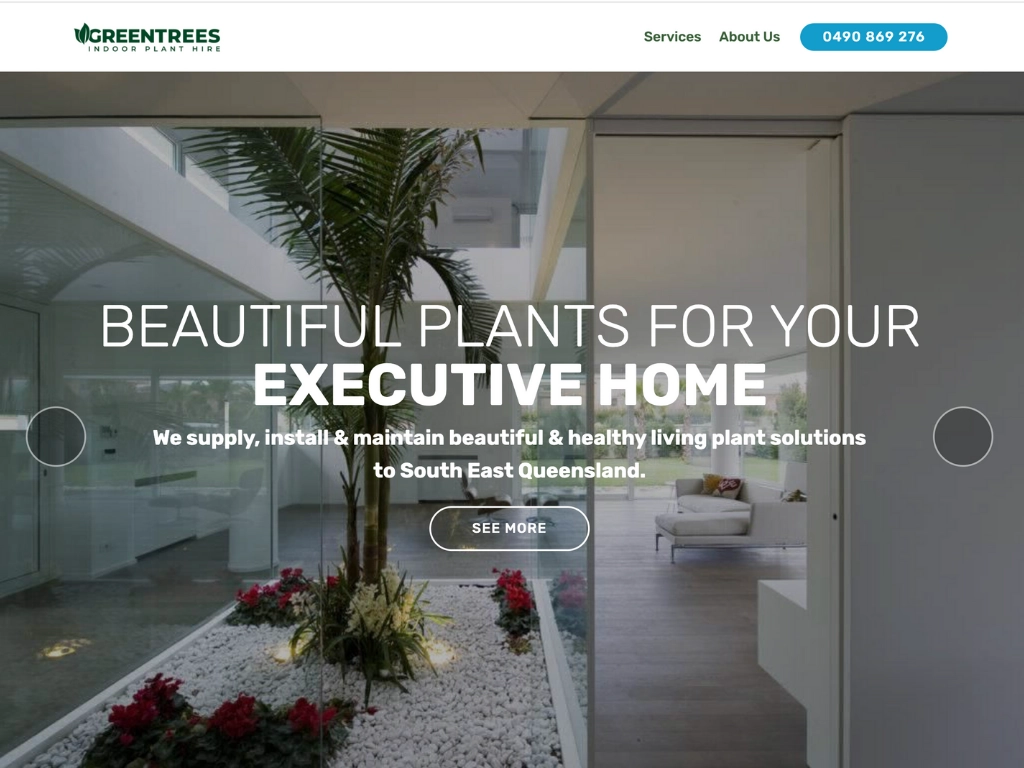 GREENTREES
INDOOR PLANT HIRE
Services
About Us
0490 869 276
BEAUTIFUL PLANTS FOR YOUR
EXECUTIVE HOME
We supply, install & maintain beautiful & healthy living plant solutions
to South East Queensland.
SEE MORE